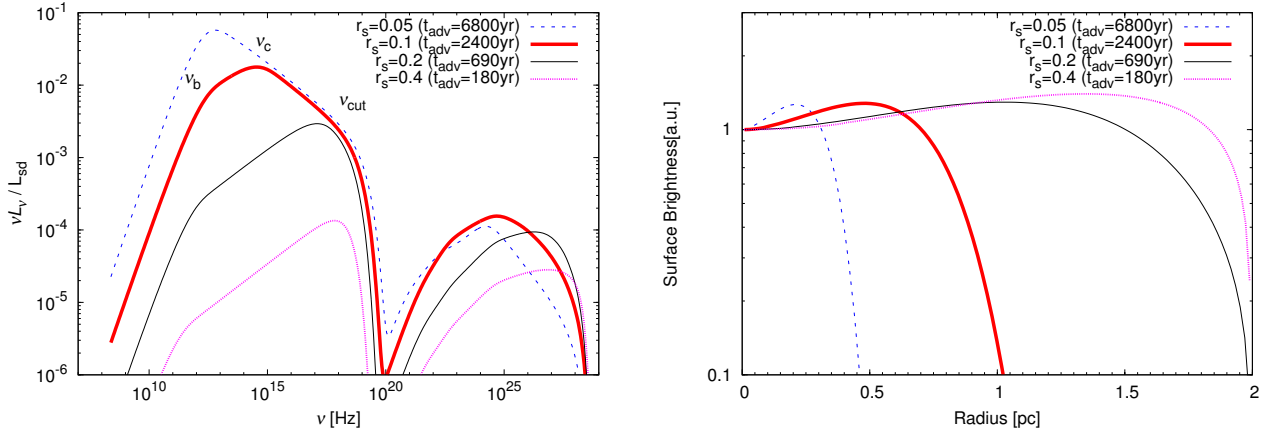 r_s=0.05 (t_adv=6800yr)
r_s=0.1 (t_adv=2400yr)
r_s=0.2 (t_adv=690yr)
r_s=0.4 (t_adv=180yr)
ν_c
ν_b
ν_cut
10^-1
10^-2
10^-3
10^-4
10^-5
10^-6
νL_ν / L_sd
10^10
10^15
10^20
10^25
ν [Hz]
r_s=0.05 (t_adv=6800yr)
r_s=0.1 (t_adv=2400yr)
r_s=0.2 (t_adv=690yr)
r_s=0.4 (t_adv=180yr)
1
0.1
Surface Brightness[a.u.]
0
0.5
1
1.5
2
Radius [pc]